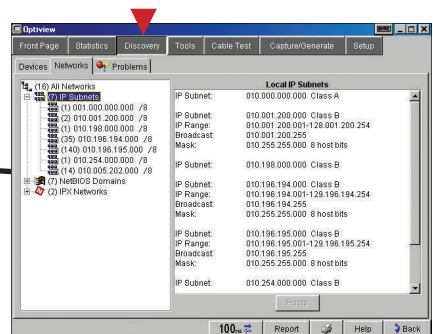 Optiview
Front Page Statistics Discovery Tools Cable Test Capture/Generate Setup
Devices Networks Problems
(16) All Networks
(7) IP Subnets
(1) 001.000.000.000 /8
(2) 010.001.200.000 /8
(1) 010.198.000.000 /8
(35) 010.196.194.000 /8
(140) 010.196.195.000 /8
(1) 010.254.000.000 /8
(14) 010.005.202.000 /8
(7) NetBIOS Domains
(2) IPX Networks
Local IP Subnets
IP Subnet: 010.000.000.000 Class A
IP Subnet: 010.001.200.000 Class B
IP Range: 010.001.200.001-128.001.200.254
Broadcast: 010.001.200.255
Mask: 010.255.255.000 8 host bits
IP Subnet: 010.198.000.000 Class B
IP Subnet: 010.196.194.000 Class B
IP Range: 010.196.194.001-129.196.194.254
Broadcast: 010.196.194.255
Mask: 010.255.255.000 8 host bits
IP Subnet: 010.196.195.000 Class B
IP Range: 010.196.195.001-129.196.195.254
Broadcast: 010.196.195.255
Mask: 010.255.255.000 8 host bits
IP Subnet: 010.254.000.000 Class B
Hosts
100 Report Help Back